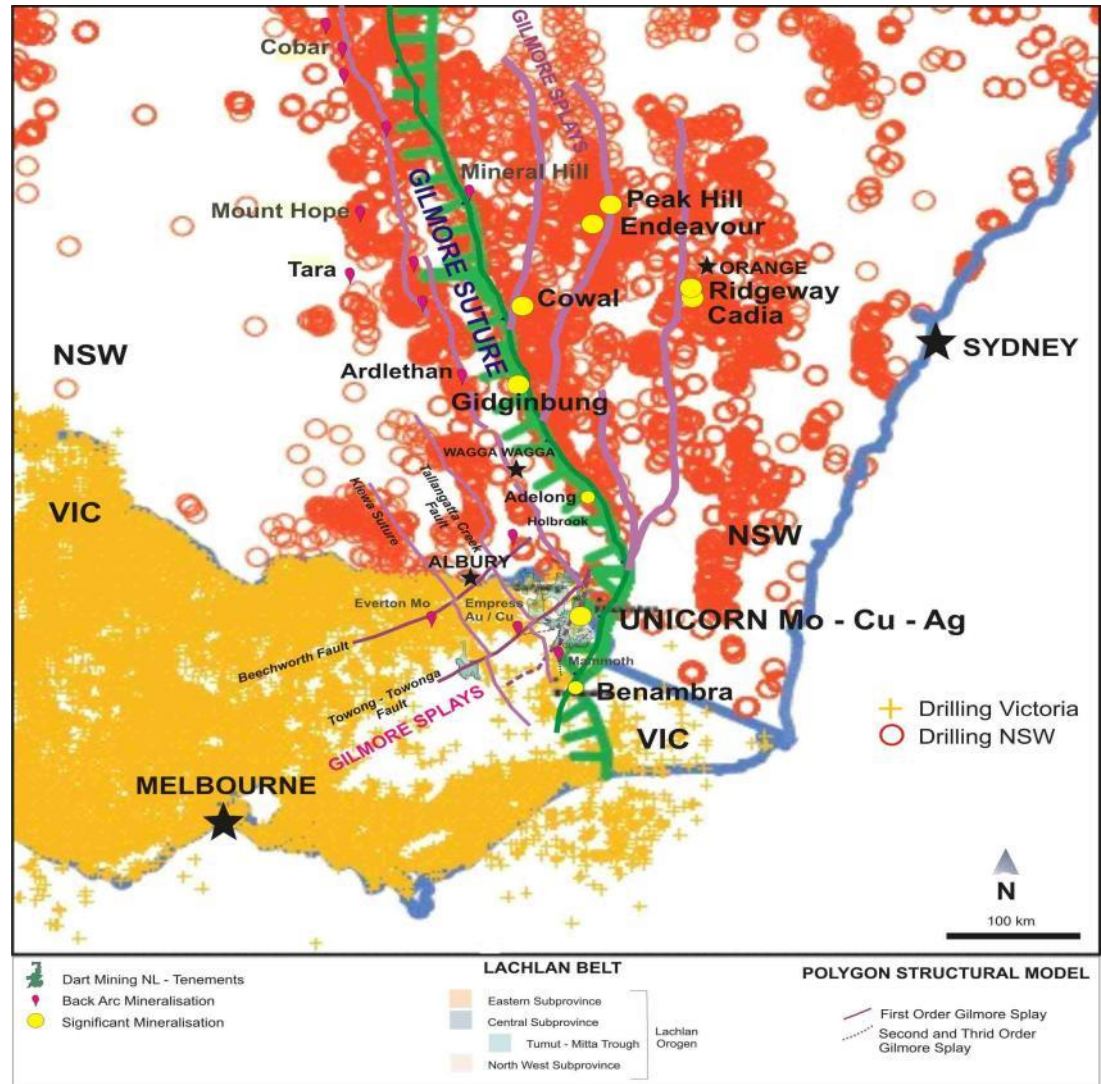 Cobar
GILMORE SPLAYS
Mineral Hill
GILMORE SUTURE
Mount Hope
Peak Hill
Endeavour
Tara
ORANGE
Ridgeway
Cadia
Cowal
NSW
SYDNEY
Ardlethan
Gidginbung
WAGGA WAGGA
VIC
Kiewa Suture
Tallangatta Creek
Fault
Adelong
Holbrook
NSW
ALBURY
Everton Mo
Empress
Au / Cu
UNICORN Mo - Cu - Ag
Beechworth Fault
Mammoth
Towong - Towonga
Fault
Benambra
GILMORE SPLAYS
VIC
Drilling Victoria
Drilling NSW
MELBOURNE
N
100 km
Dart Mining NL - Tenements
Back Arc Mineralisation
Significant Mineralisation
LACHLAN BELT
Eastern Subprovince
Central Subprovince
Tumut - Mitta Trough
North West Subprovince
Lachlan
Orogen
POLYGON STRUCTURAL MODEL
First Order Gilmore Splay
Second and Thrid Order
Gilmore Splay